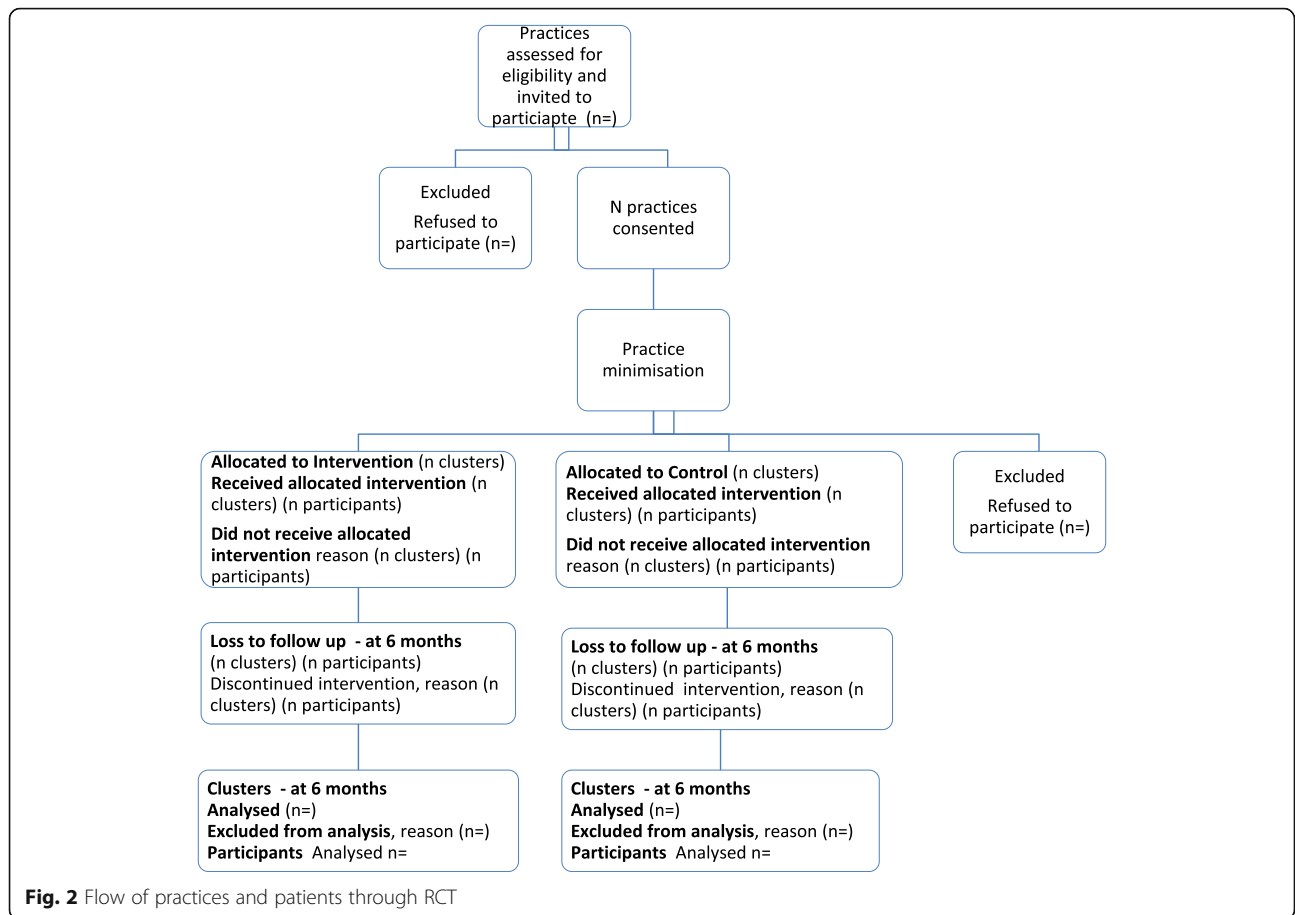 Practices
assessed for
eligibility and
invited to
particiapte (n=)
Excluded
Refused to
participate (n=)
N practices
consented
Practice
minimisation
Allocated to Intervention (n clusters)
Received allocated intervention (n
clusters) (n participants)
Did not receive allocated
intervention reason (n clusters) (n
participants)
Allocated to Control (n clusters)
Received allocated intervention (n
clusters) (n participants)
Did not receive allocated intervention
reason (n clusters) (n participants)
Excluded
Refused to
participate (n=)
Loss to follow up - at 6 months
(n clusters) (n participants)
Discontinued intervention, reason (n
clusters) (n participants)
Loss to follow up - at 6 months
(n clusters) (n participants)
Discontinued intervention, reason (n
clusters) (n participants)
Clusters - at 6 months
Analysed (n=)
Excluded from analysis, reason (n=)
Participants Analysed n=
Clusters - at 6 months
Analysed (n=)
Excluded from analysis, reason (n=)
Participants Analysed n=
Fig. 2 Flow of practices and patients through RCT